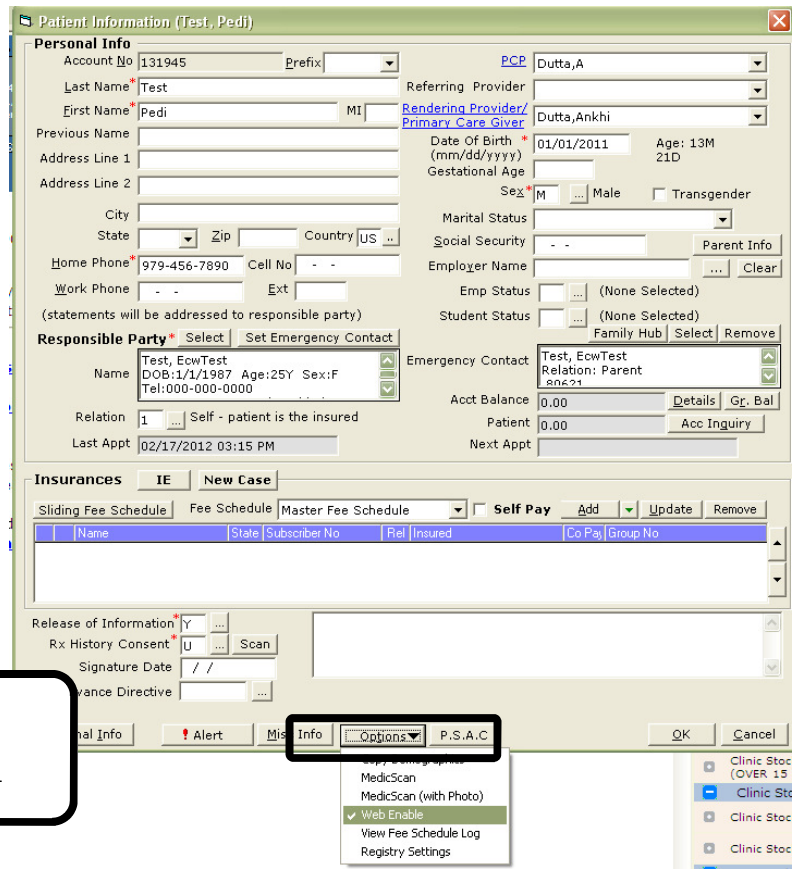 Patient Information (Test, Pedi)
Personal Info
Account No 131945 Prefix
Last Name* Test
First Name* Pedi MI
Previous Name
Address Line 1
Address Line 2
City
State Zip Country US ..
Home Phone* 979-456-7890 Cell No - -
Work Phone - - Ext
(statements will be addressed to responsible party)
Responsible Party* Select Set Emergency Contact
Name Test, EcwTest
DOB:1/1/1987 Age:25Y Sex:F
Tel:000-000-0000
Relation 1 ... Self - patient is the insured
Last Appt 02/17/2012 03:15 PM
PCP Dutta,A
Referring Provider
Rendering Provider/
Primary Care Giver Dutta,Ankhi
Date Of Birth * 01/01/2011 Age: 13M
(mm/dd/yyyy) 21D
Gestational Age
Sex* M ... Male Transgender
Marital Status
Social Security - - Parent Info
Employer Name ... Clear
Emp Status ... (None Selected)
Student Status ... (None Selected)
Family Hub Select Remove
Emergency Contact Test, EcwTest
Relation: Parent
Acct Balance 0.00 Details Gr. Bal
Patient 0.00 Acc Inquiry
Next Appt
Insurances IE New Case
Sliding Fee Schedule Fee Schedule Master Fee Schedule Self Pay Add Update Remove
Name State Subscriber No Rel Insured Co Pay Group No
Release of Information* Y ...
Rx History Consent* U ... Scan
Signature Date / /
vance Directive ...
nal Info ! Alert Mis Info Options P.S.A.C OK Cancel
Copy Demographics
MedicScan
MedicScan (with Photo)
✓ Web Enable
View Fee Schedule Log
Registry Settings
Clinic Stoc
(OVER 15
Clinic Sto
Clinic Stoc
Clinic Stoc